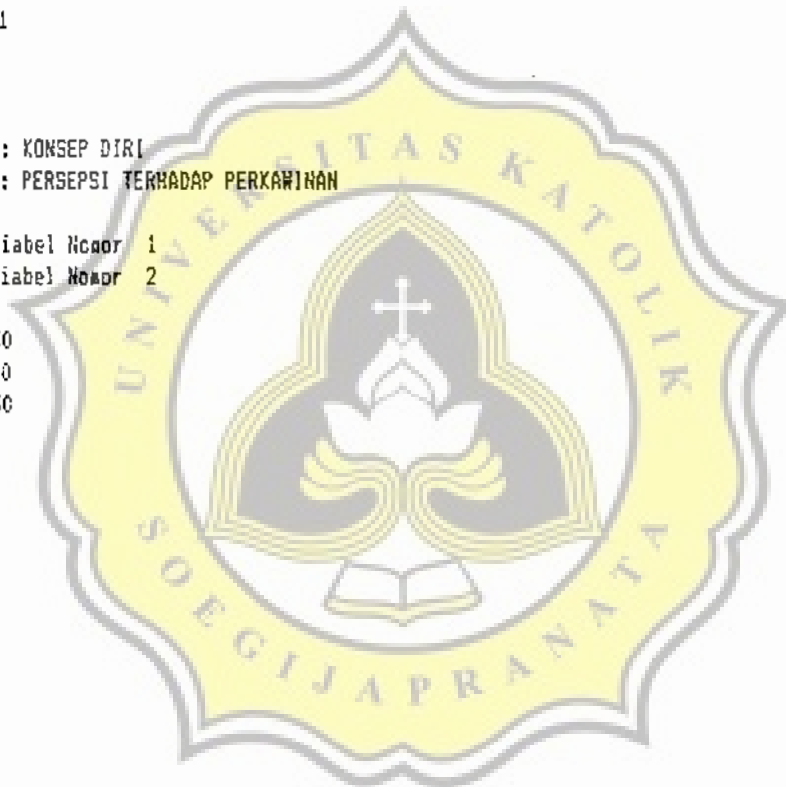 1
: KONSEP DIRI
: PERSEPSI TERHADAP PERKAWINAN
iabel Nomor 1
iabel Nomor 2
0
0
0
UNIVERSITAS KATOLIK
SOEGIJAPRANATA